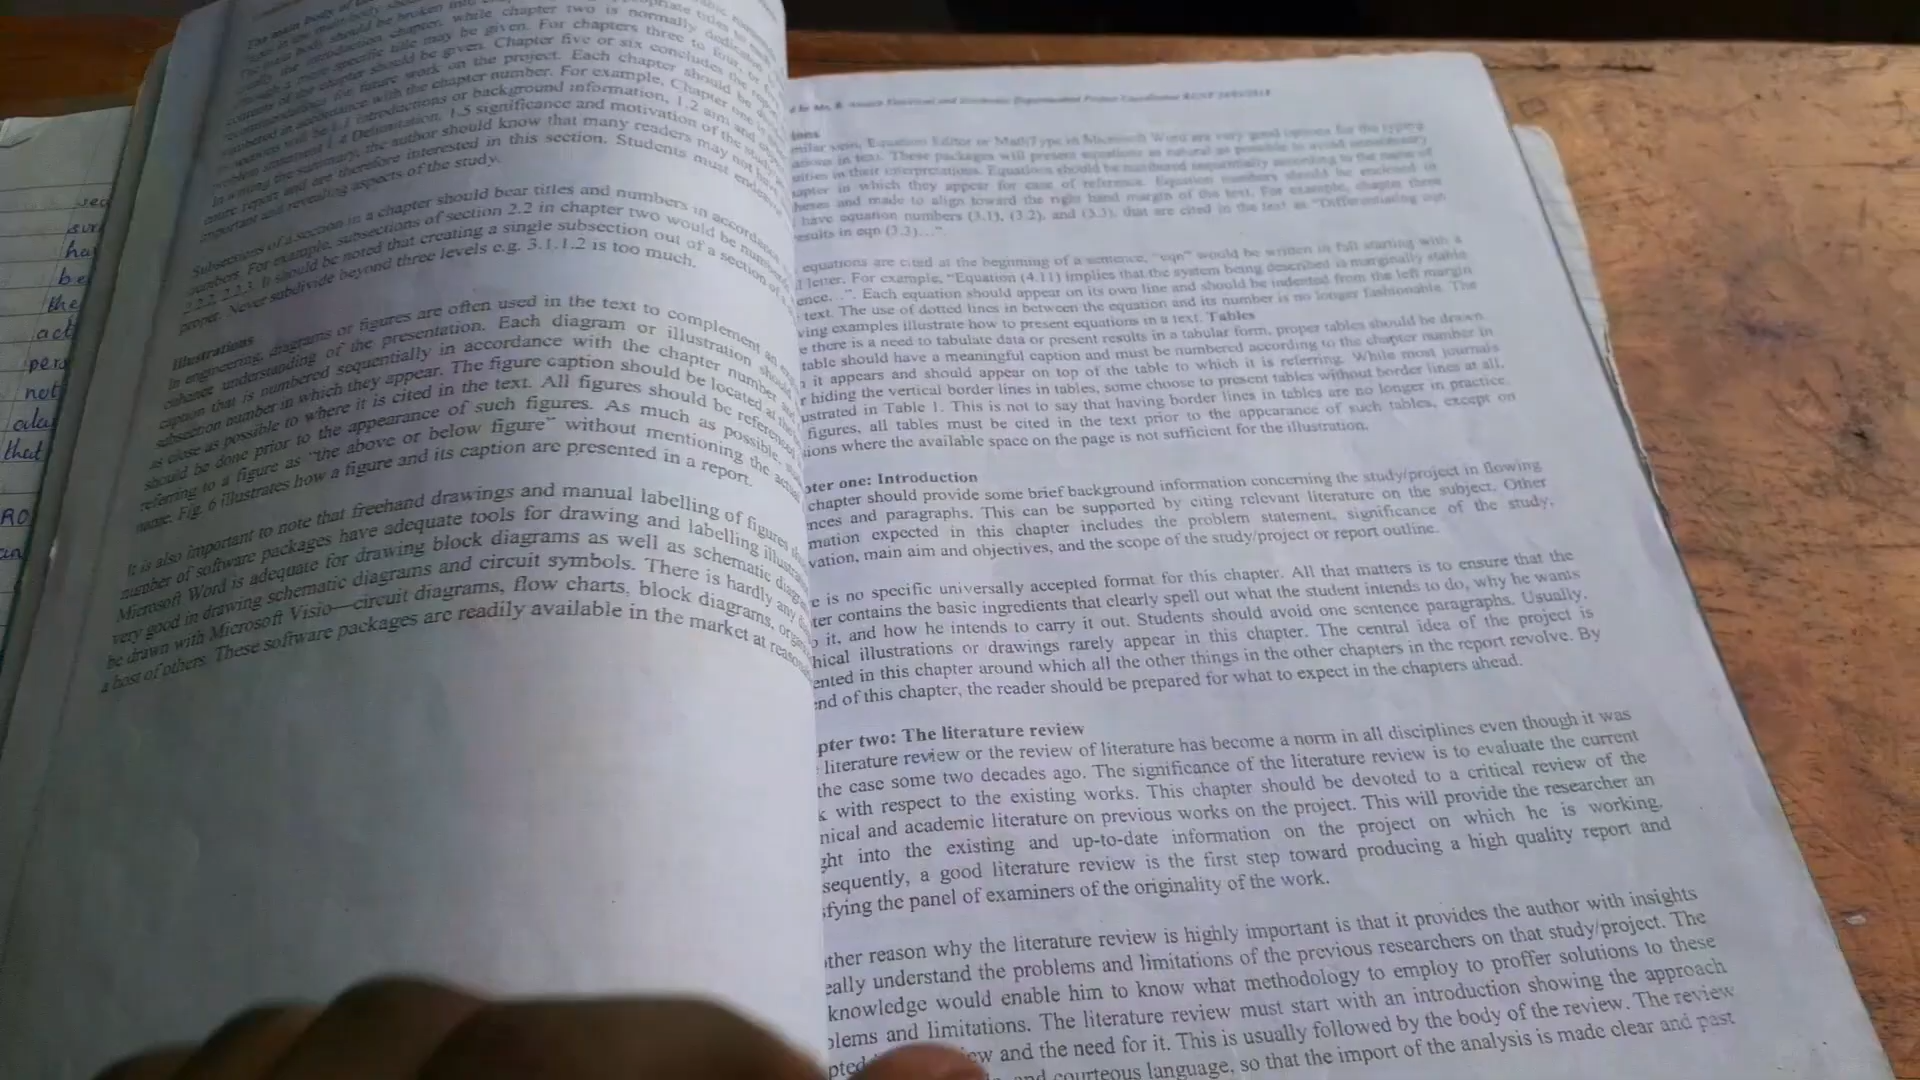 sur
ha
be
the
act
pers
not
that
RO
The main body of the
should be broken into
introduction chapter, while chapter two is normally dedicated
title may be given. For chapters three to four, or
chapter should be given. Chapter five or six concludes the
recommendations for future work on the project. Each chapter should be
numbered in accordance with the chapter number. For example, Chapter one
will be 1.1 introductions or background information, 1.2 aim and
problem statement 1.4 Delimitation, 1.5 significance and motivation of the study
In writing the summary, the author should know that many readers may not have
entire report and are therefore interested in this section. Students must endeavor
important and revealing aspects of the study.
Subsections of a section in a chapter should bear titles and numbers in accordance
numbers. For example, subsections of section 2.2 in chapter two would be numbered
2.2.2, 2.2.3. It should be noted that creating a single subsection out of a section
proper. Never subdivide beyond three levels e.g. 3.1.1.2 is too much.
Illustrations
In engineering, diagrams or figures are often used in the text to complement an
enhance understanding of the presentation. Each diagram or illustration should
caption that is numbered sequentially in accordance with the chapter number and
subsection number in which they appear. The figure caption should be located at the
as close as possible to where it is cited in the text. All figures should be referenced
should be done prior to the appearance of such figures. As much as possible,
referring to a figure as "the above or below figure" without mentioning the actual
name. Fig. 6 illustrates how a figure and its caption are presented in a report.
It is also important to note that freehand drawings and manual labelling of figures
number of software packages have adequate tools for drawing and labelling
Microsoft Word is adequate for drawing block diagrams as well as schematic
very good in drawing schematic diagrams and circuit symbols. There is hardly any
be drawn with Microsoft Visio—circuit diagrams, flow charts, block diagrams,
a host of others. These software packages are readily available in the market at
Equation Editor or MathType in Microsoft Word are very good options for the typing
ations in text. These packages will present equations as natural as possible to avoid unnecessary
in their interpretations. Equations should be numbered sequentially according to the name of
apter in which they appear for ease of reference. Equation numbers should be enclosed in
heses and made to align toward the right hand margin of the text. For example, chapter three
have equation numbers (3.1), (3.2), and (3.3), that are cited in the text as "Differentiating eqn
esults in eqn (3.3)...".
equations are cited at the beginning of a sentence, "eqn" would be written in full starting with a
l letter. For example, "Equation (4.11) implies that the system being described is marginally stable
ence...". Each equation should appear on its own line and should be indented from the left margin
text. The use of dotted lines in between the equation and its number is no longer fashionable. The
ving examples illustrate how to present equations in a text. Tables
e there is a need to tabulate data or present results in a tabular form, proper tables should be drawn.
table should have a meaningful caption and must be numbered according to the chapter number in
it appears and should appear on top of the table to which it is referring. While most journals
r hiding the vertical border lines in tables, some choose to present tables without border lines at all,
ustrated in Table 1. This is not to say that having border lines in tables are no longer in practice.
figures, all tables must be cited in the text prior to the appearance of such tables, except on
sions where the available space on the page is not sufficient for the illustration.
pter one: Introduction
chapter should provide some brief background information concerning the study/project in flowing
nces and paragraphs. This can be supported by citing relevant literature on the subject. Other
mation expected in this chapter includes the problem statement, significance of the study,
vation, main aim and objectives, and the scope of the study/project or report outline.
e is no specific universally accepted format for this chapter. All that matters is to ensure that the
ter contains the basic ingredients that clearly spell out what the student intends to do, why he wants
o it, and how he intends to carry it out. Students should avoid one sentence paragraphs. Usually,
hical illustrations or drawings rarely appear in this chapter. The central idea of the project is
ented in this chapter around which all the other things in the other chapters in the report revolve. By
end of this chapter, the reader should be prepared for what to expect in the chapters ahead.
pter two: The literature review
literature review or the review of literature has become a norm in all disciplines even though it was
the case some two decades ago. The significance of the literature review is to evaluate the current
k with respect to the existing works. This chapter should be devoted to a critical review of the
nical and academic literature on previous works on the project. This will provide the researcher an
ght into the existing and up-to-date information on the project on which he is working.
sequently, a good literature review is the first step toward producing a high quality report and
sfying the panel of examiners of the originality of the work.
ther reason why the literature review is highly important is that it provides the author with insights
eally understand the problems and limitations of the previous researchers on that study/project. The
knowledge would enable him to know what methodology to employ to proffer solutions to these
blems and limitations. The literature review must start with an introduction showing the approach
pted ew and the need for it. This is usually followed by the body of the review. The review
and courteous language, so that the import of the analysis is made clear and past